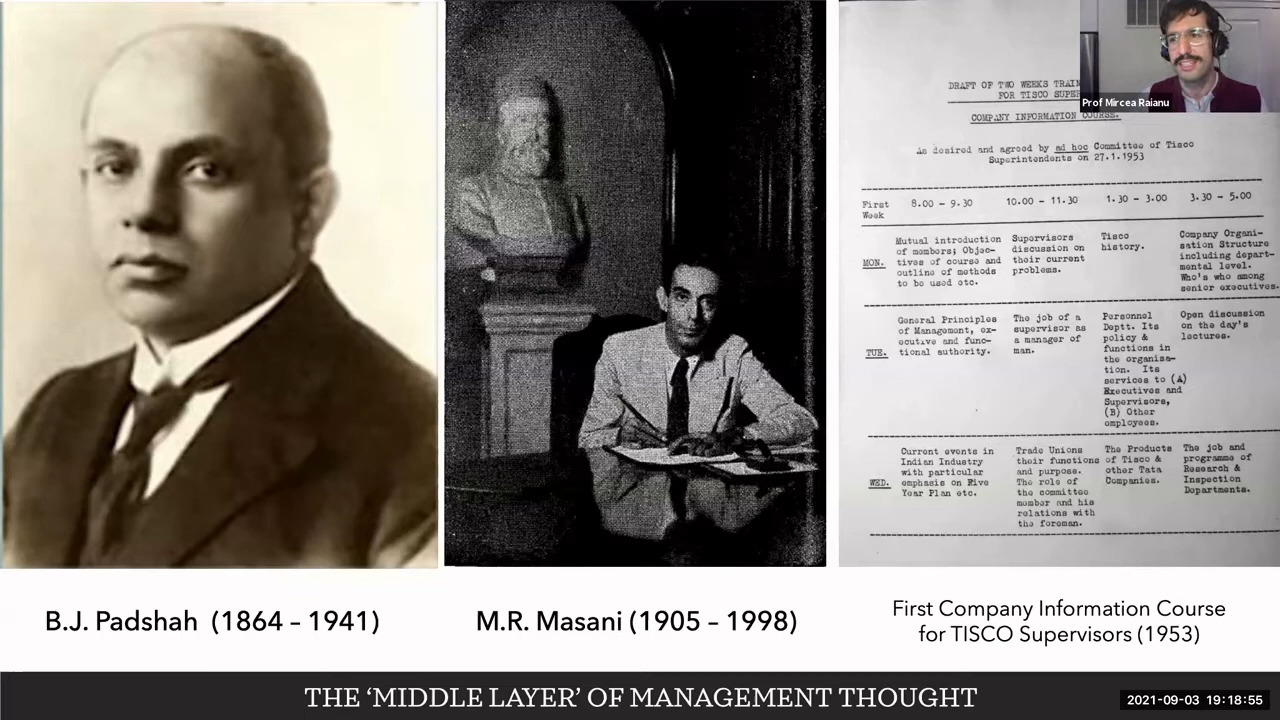 DRAFT OF TWO WEEKS
FOR TISCO
COMPANY INFORMATION COURSE.
As desired and agreed by ad hoc Committee of Tisco
Superintendents on 27.1.1953
First
Week
8.00 - 9.30
10.00 - 11.30
1.30 - 3.00
3.30 - 5.00
MON.
Mutual introduction
of members; Objec-
tives of course and
outline of methods
to be used etc.
Supervisors
discussion on
their current
problems.
Tisco
history.
Company Organi-
sation Structure
including depart-
mental level.
Who's who among
senior executives.
TUE.
General Principles
of Management, ex-
ecutive and func-
tional authority.
The job of a
supervisor as
a manager of
man.
Personnel
Deptt. Its
policy &
functions in
the organisa-
tion. Its
services to (A)
Executives and
Supervisors,
(B) Other
employees.
Open discussion
on the day's
lectures.
WED.
Current events in
Indian Industry
with particular
emphasis on Five
Year Plan etc.
Trade Unions
their functions
and purpose.
The role of
the committee
member and his
relations with
the foreman.
The Products
of Tisco &
other Tata
Companies.
The job and
programme of
Research &
Inspection
Departments.
Prof Mircea Raianu
B.J. Padshah (1864 – 1941)
M.R. Masani (1905 – 1998)
First Company Information Course
for TISCO Supervisors (1953)
THE ‘MIDDLE LAYER’ OF MANAGEMENT THOUGHT
2021-09-03 19:18:55